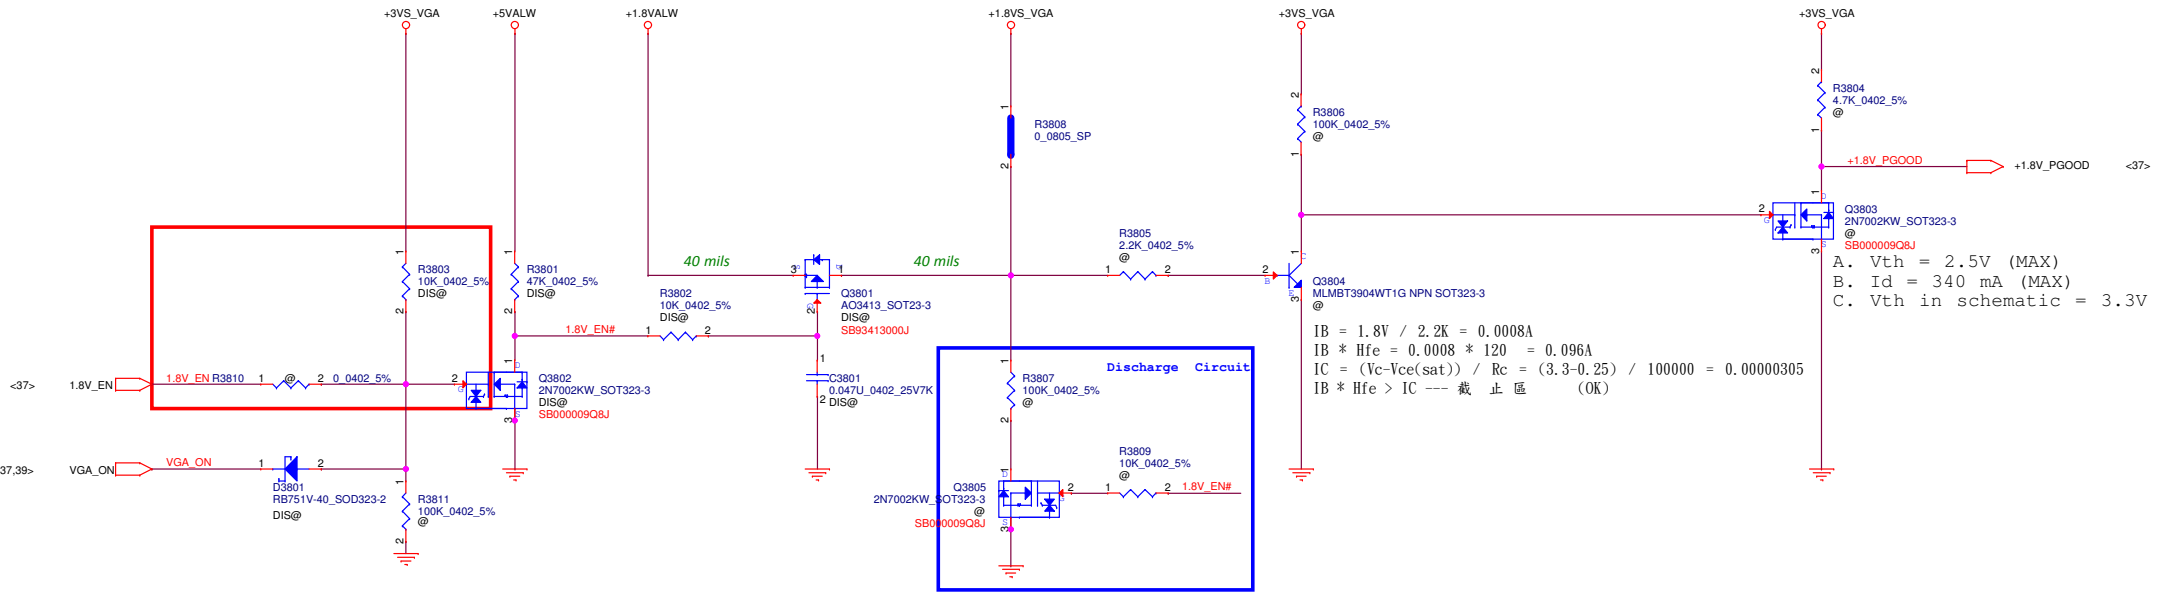 +3VS_VGA
+5VALW
+1.8VALW
+1.8VS_VGA
+3VS_VGA
+3VS_VGA
R3808
0_0805_SP
R3806
100K_0402_5%
@
R3804
4.7K_0402_5%
@
+1.8V_PGOOD
+1.8V_PGOOD
<37>
Q3803
2N7002KW_SOT323-3
@
SB000009Q8J
A. Vth = 2.5V (MAX)
B. Id = 340 mA (MAX)
C. Vth in schematic = 3.3V
R3803
10K_0402_5%
DIS@
R3801
47K_0402_5%
DIS@
40 mils
40 mils
R3802
10K_0402_5%
DIS@
1.8V_EN#
Q3801
AO3413_SOT23-3
DIS@
SB93413000J
R3805
2.2K_0402_5%
@
Q3804
MLMBT3904WT1G NPN SOT323-3
@
IB = 1.8V / 2.2K = 0.0008A
IB * Hfe = 0.0008 * 120 = 0.096A
IC = (Vc-Vce(sat)) / Rc = (3.3-0.25) / 100000 = 0.00000305
IB * Hfe > IC --- 截 止 區 (OK)
<37>
1.8V_EN
1.8V_EN
R3810
@
0_0402_5%
Q3802
2N7002KW_SOT323-3
DIS@
SB000009Q8J
C3801
0.047U_0402_25V7K
DIS@
Discharge Circuit
R3807
100K_0402_5%
@
R3809
10K_0402_5%
@
1.8V_EN#
Q3805
2N7002KW_SOT323-3
@
SB000009Q8J
37,39>
VGA_ON
VGA_ON
D3801
RB751V-40_SOD323-2
DIS@
R3811
100K_0402_5%
@